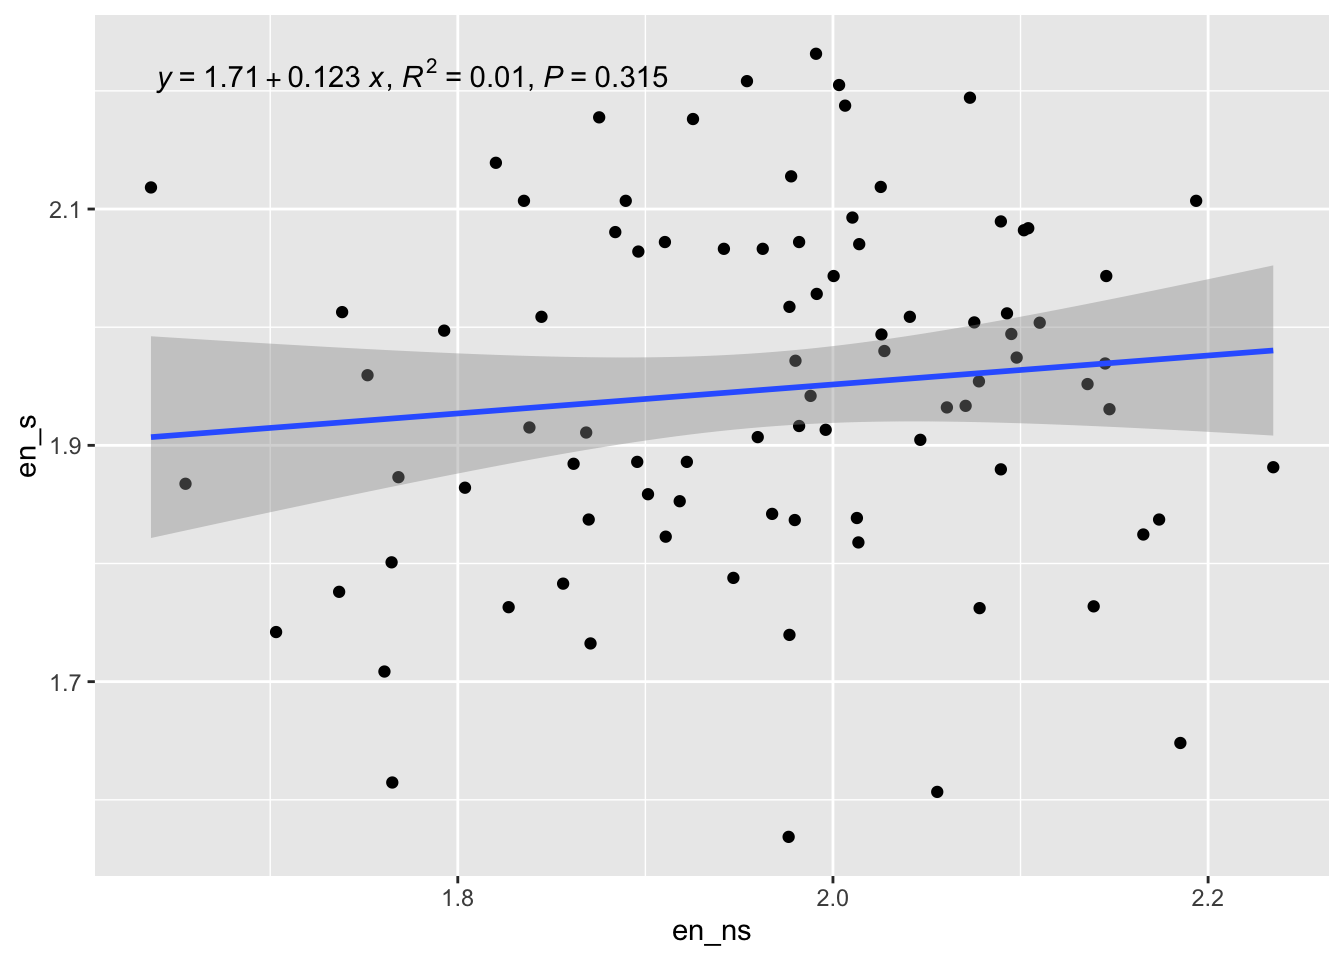 y = 1.71 + 0.123 x, R² = 0.01, P = 0.315
2.1
1.9
1.7
en_s
1.8
2.0
2.2
en_ns